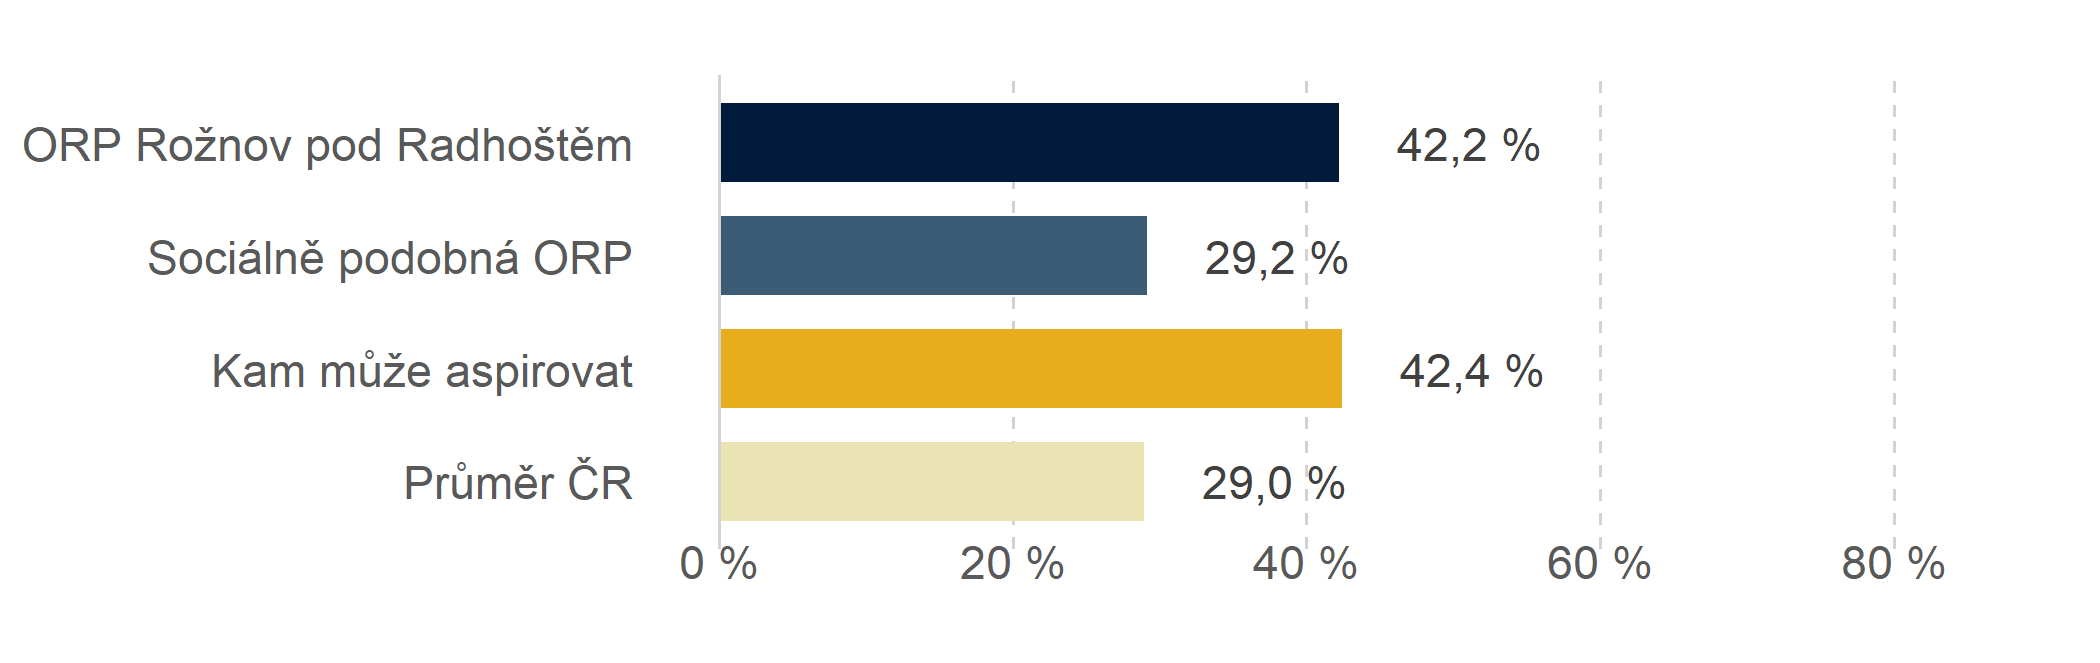 ORP Rožnov pod Radhoštěm 42,2 %
Sociálně podobná ORP 29,2 %
Kam může aspirovat 42,4 %
Průměr ČR 29,0 %
0 % 20 % 40 % 60 % 80 %